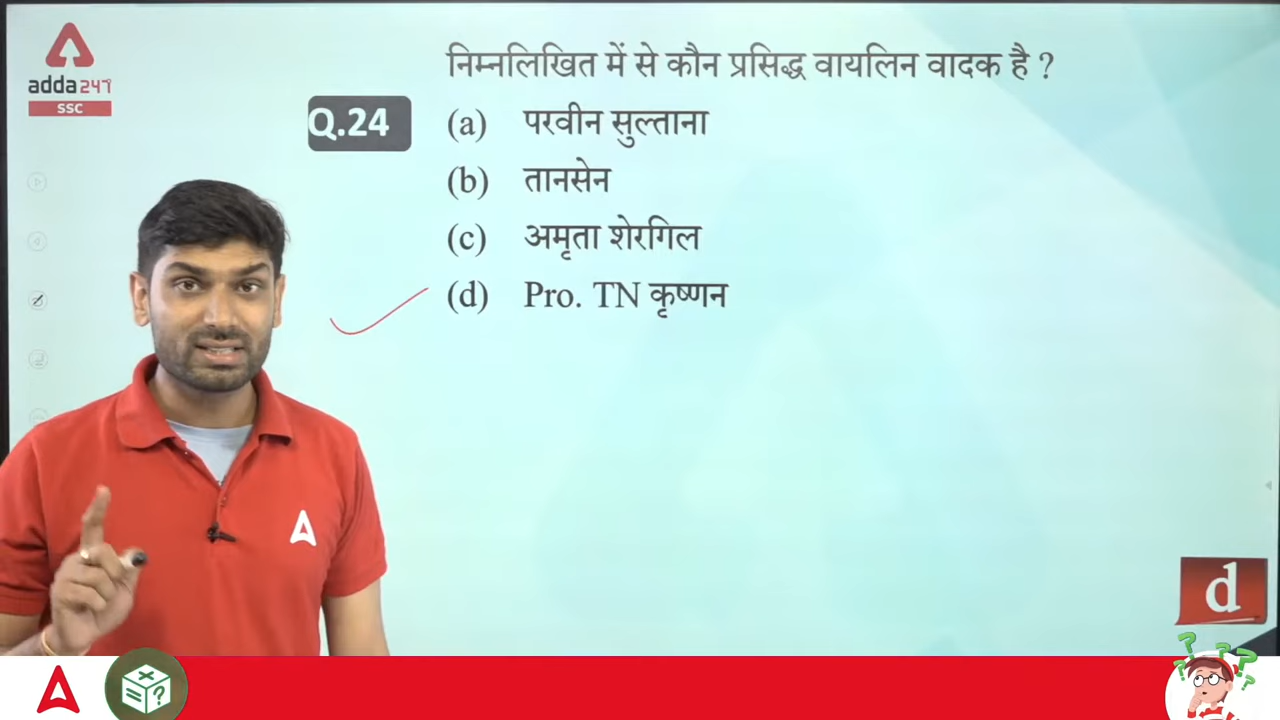 adda247
SSC
निम्नलिखित में से कौन प्रसिद्ध वायलिन वादक है ?
Q.24
(a) परवीन सुल्ताना
(b) तानसेन
(c) अमृता शेरगिल
(d) Pro. TN कृष्णन
d